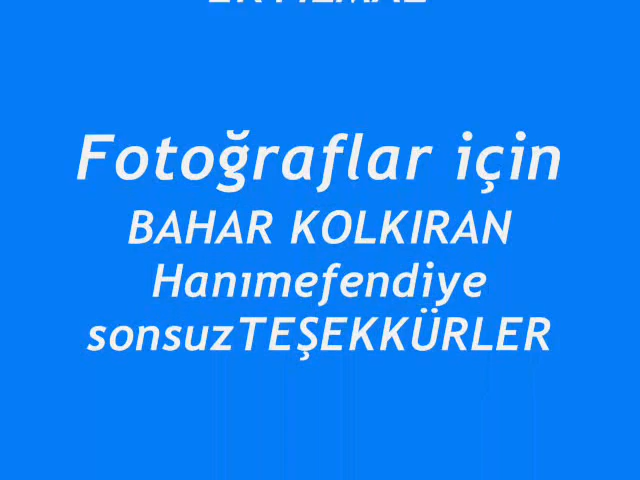 Fotoğraflar için
BAHAR KOLKIRAN
Hanımefendiye
sonsuzTEŞEKKÜRLER